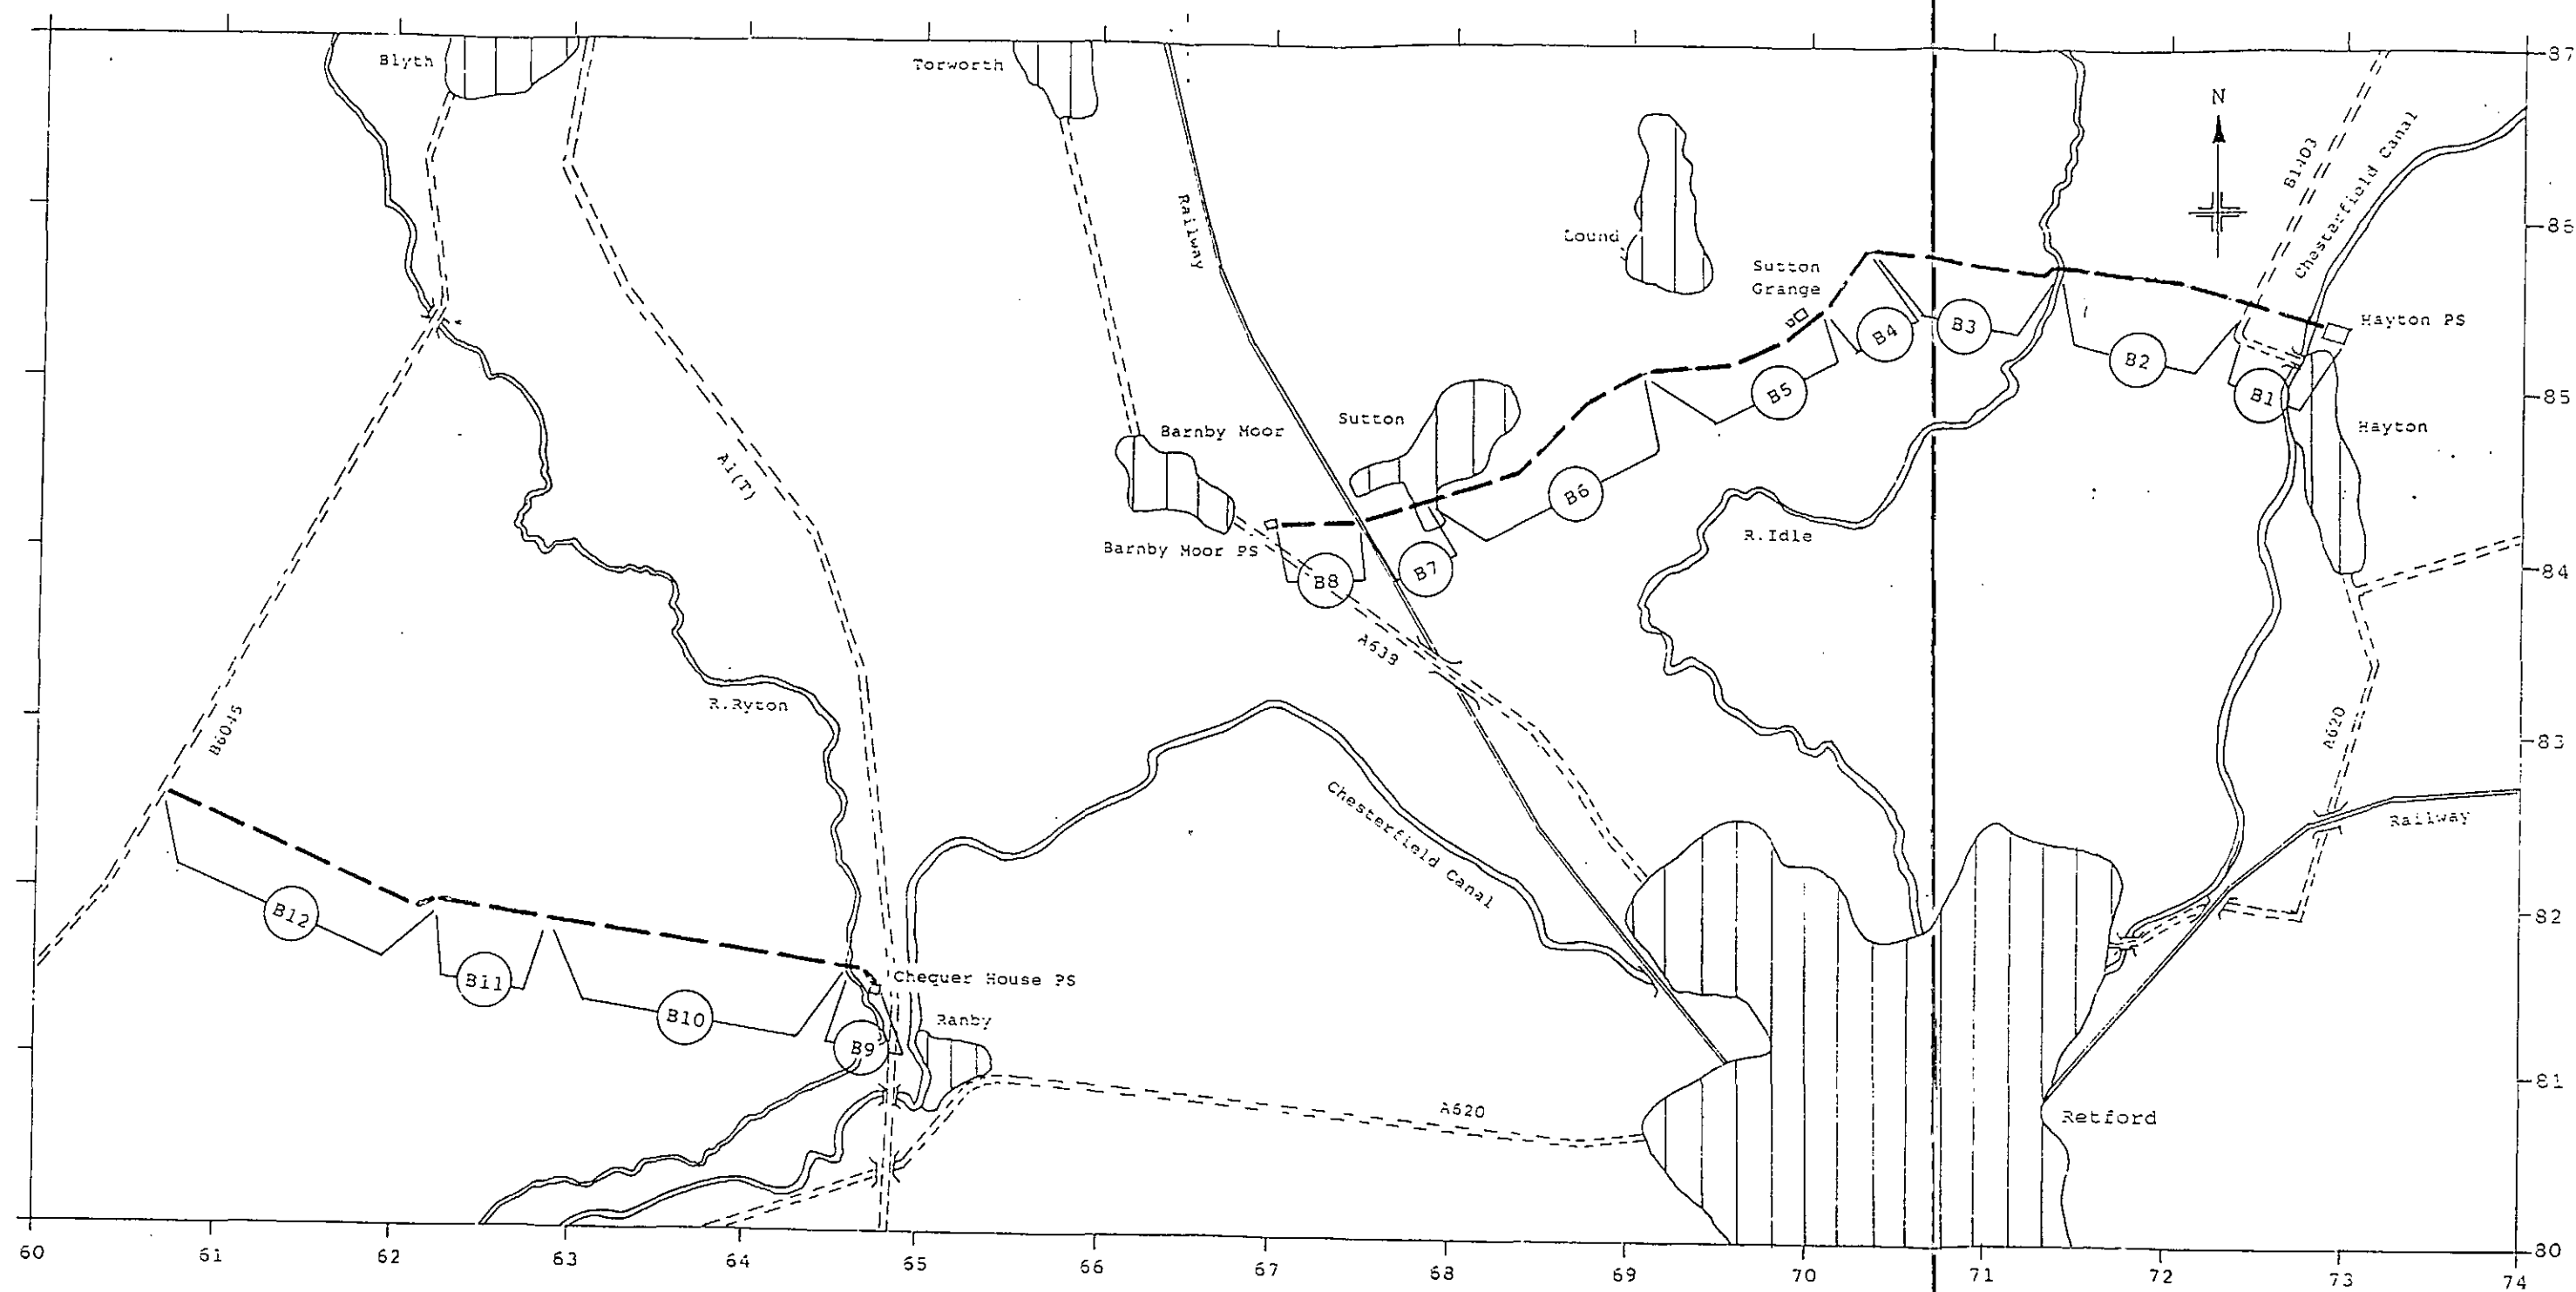 Blyth
Torworth
87
N
B1403
Chesterfield Canal
Railway
Lound
86
Sutton
Grange
Hayton PS
B4
B3
B2
B5
B1
85
Barnby Moor
Sutton
Hayton
A1(T)
B6
R.Idle
Barnby Moor PS
B8
B7
84
A638
R.Ryton
B6045
A620
83
Chesterfield Canal
Railway
B12
82
Chequer House PS
B11
B10
Ranby
B9
81
A620
Retford
80
60
61
62
63
64
65
66
67
68
69
70
71
72
73
74